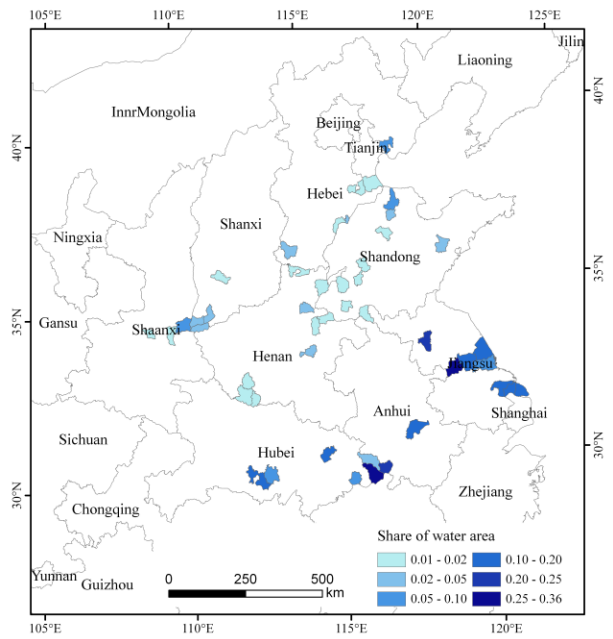 105°E 110°E 115°E 120°E 125°E
Jilin
Liaoning
40°N
InnrMongolia
Beijing
40°N
Tianjin
Hebei
Shanxi
Ningxia
Shandong
35°N
35°N
Gansu
Shaanxi
Henan
Jiangsu
Anhui
Shanghai
Sichuan
Hubei
30°N
30°N
Zhejiang
Chongqing
Share of water area
0.01 - 0.02 0.10 - 0.20
Yunnan
0.02 - 0.05 0.20 - 0.25
Guizhou
0 250 500
0.05 - 0.10 0.25 - 0.36
km
105°E 110°E 115°E 120°E